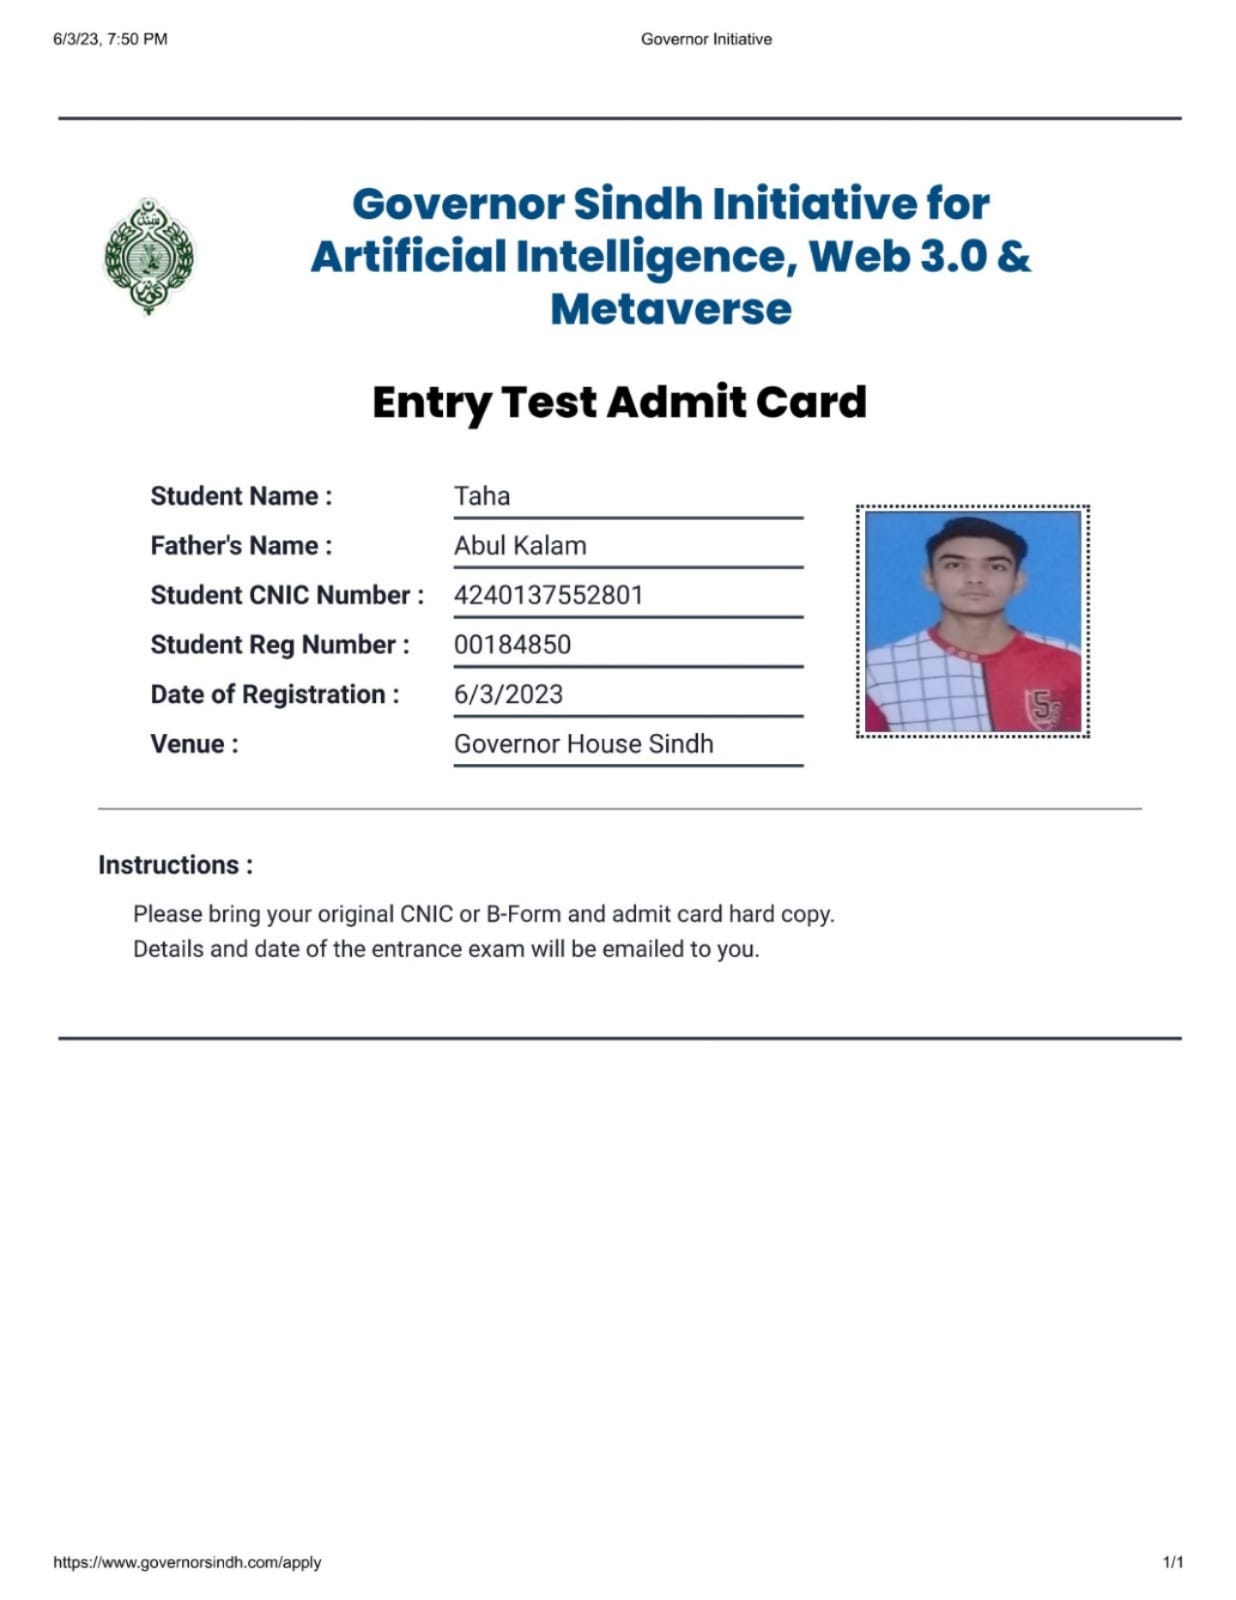 6/3/23, 7:50 PM Governor Initiative
Governor Sindh Initiative for
Artificial Intelligence, Web 3.0 &
Metaverse
Entry Test Admit Card
Student Name : Taha
Father's Name : Abul Kalam
Student CNIC Number : 4240137552801
Student Reg Number : 00184850
Date of Registration : 6/3/2023
Venue : Governor House Sindh
Instructions :
Please bring your original CNIC or B-Form and admit card hard copy.
Details and date of the entrance exam will be emailed to you.
https://www.governorsindh.com/apply 1/1